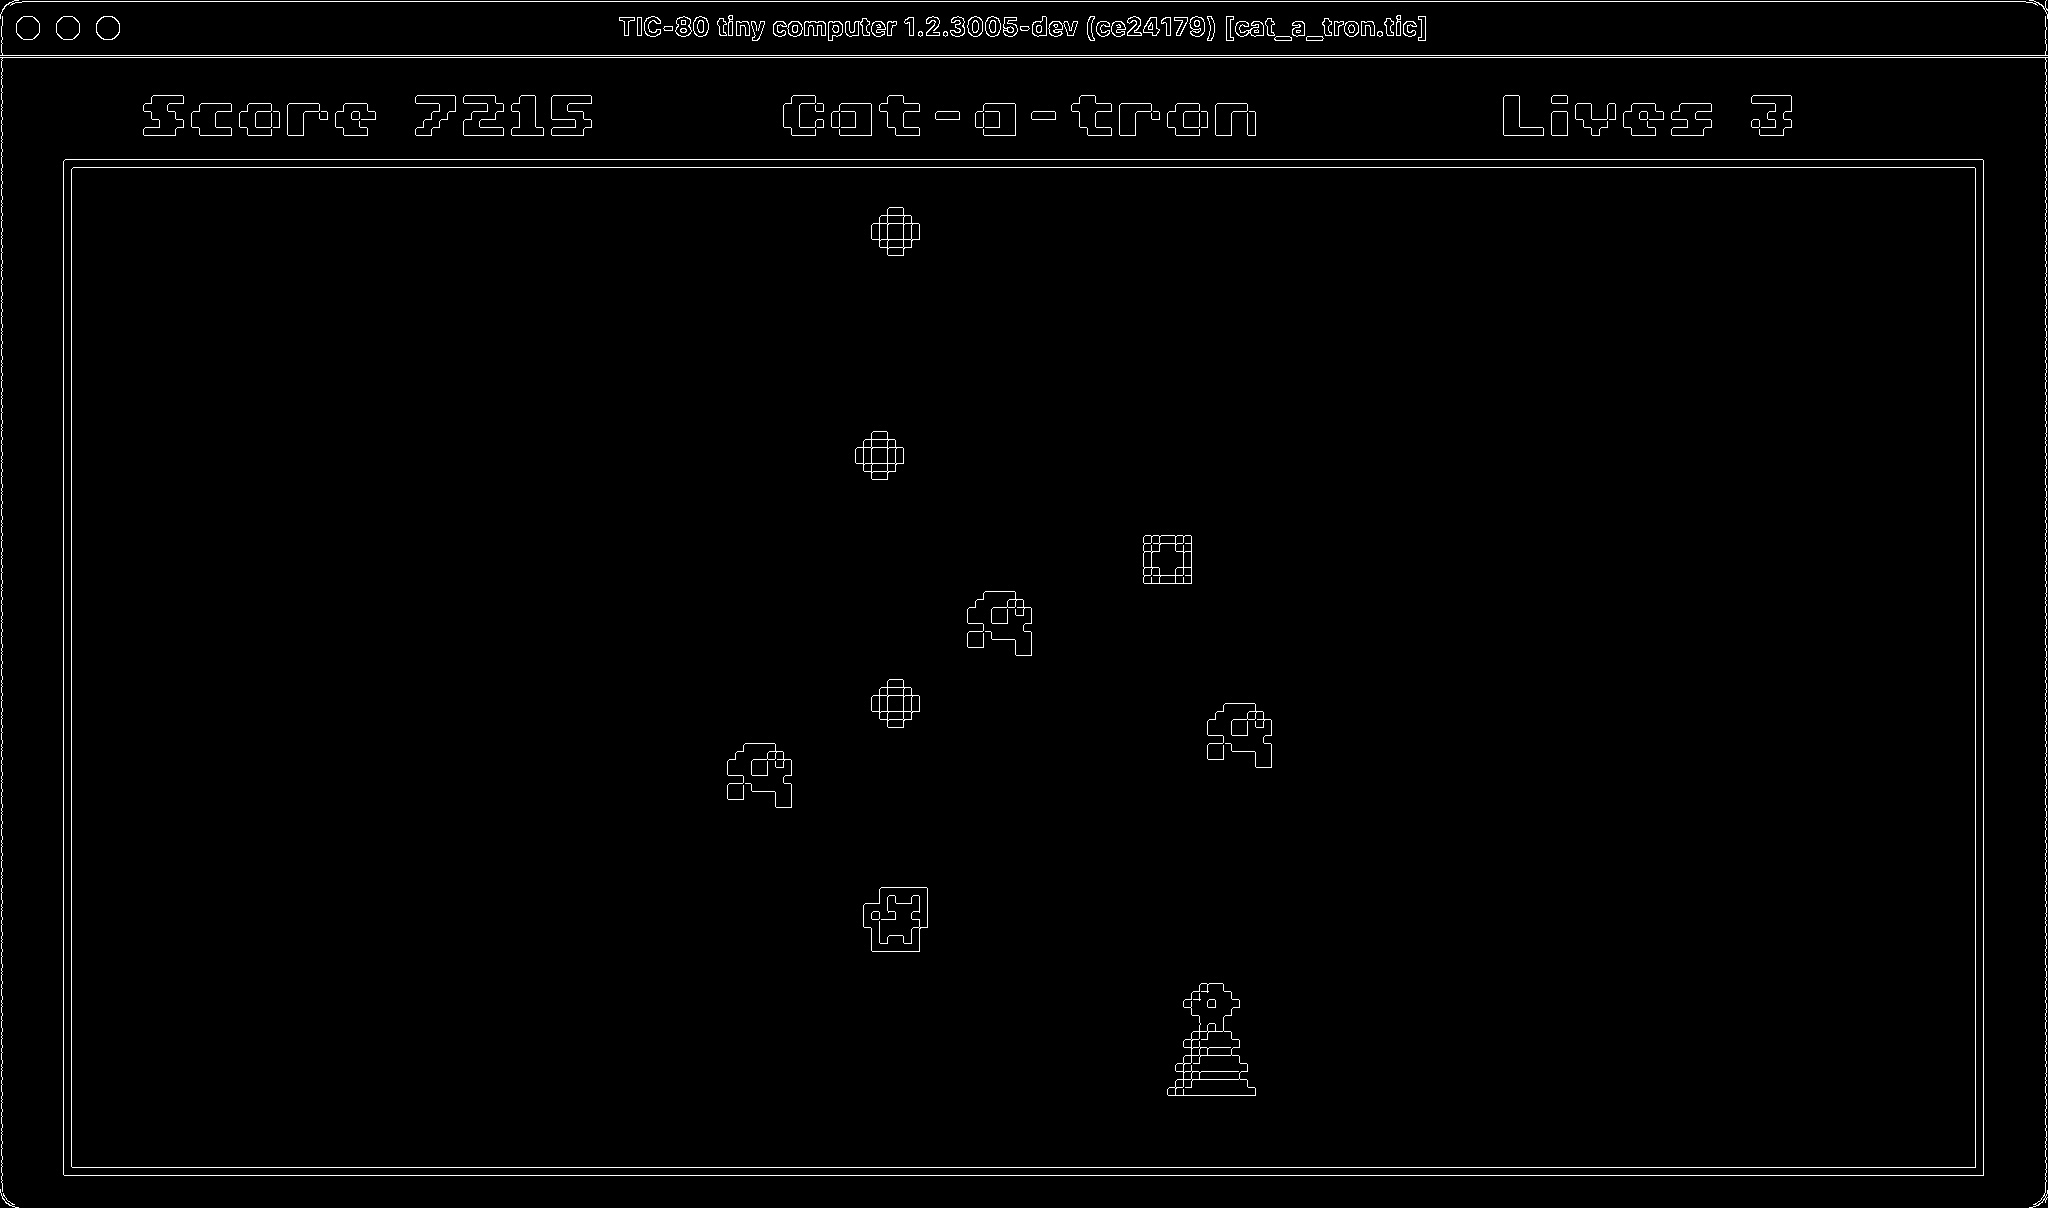 TIC-80 tiny computer 1.2.3005-dev (ce24179) [cat_a_tron.tic]
Score 7215 Cat-a-tron Lives 3